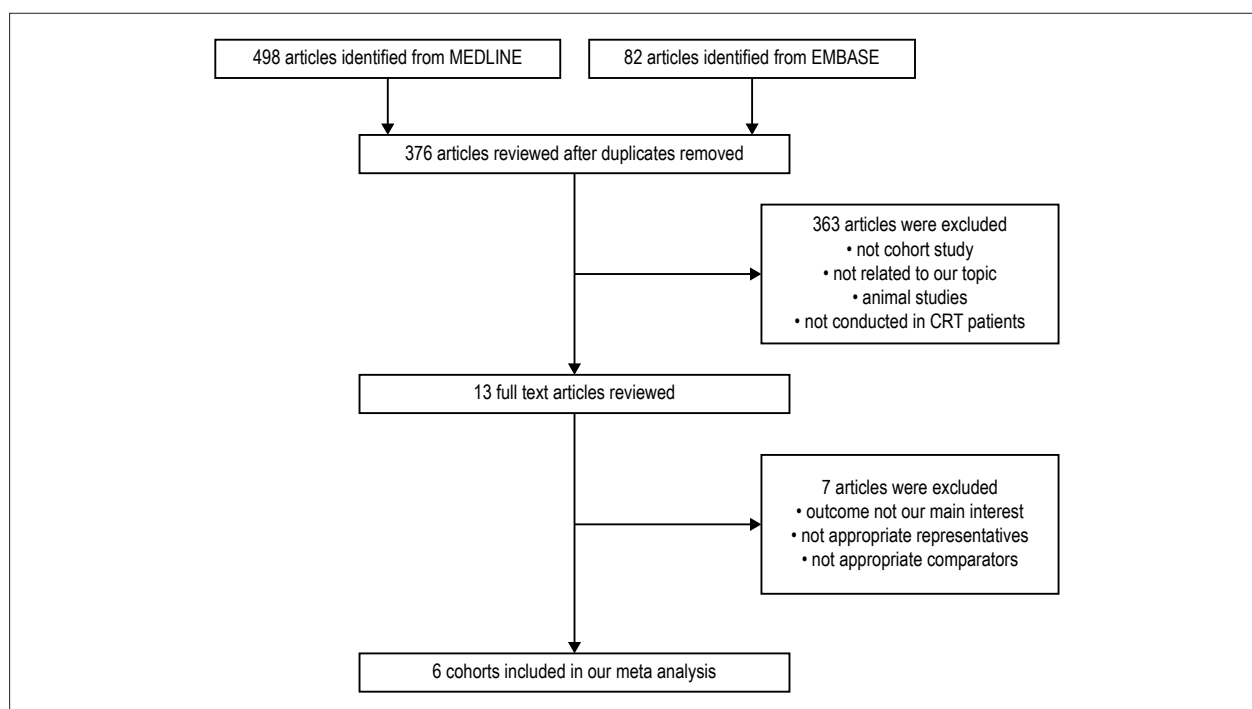 498 articles identified from MEDLINE
82 articles identified from EMBASE
376 articles reviewed after duplicates removed
363 articles were excluded
• not cohort study
• not related to our topic
• animal studies
• not conducted in CRT patients
13 full text articles reviewed
7 articles were excluded
• outcome not our main interest
• not appropriate representatives
• not appropriate comparators
6 cohorts included in our meta analysis